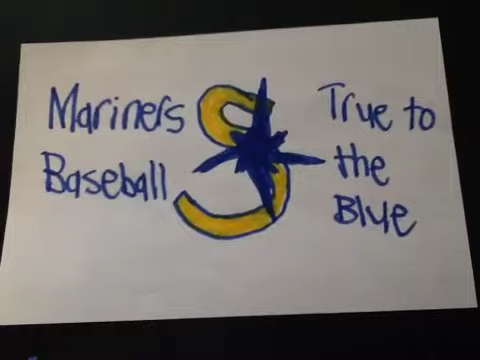 Mariners
Baseball
S
True to
the
Blue